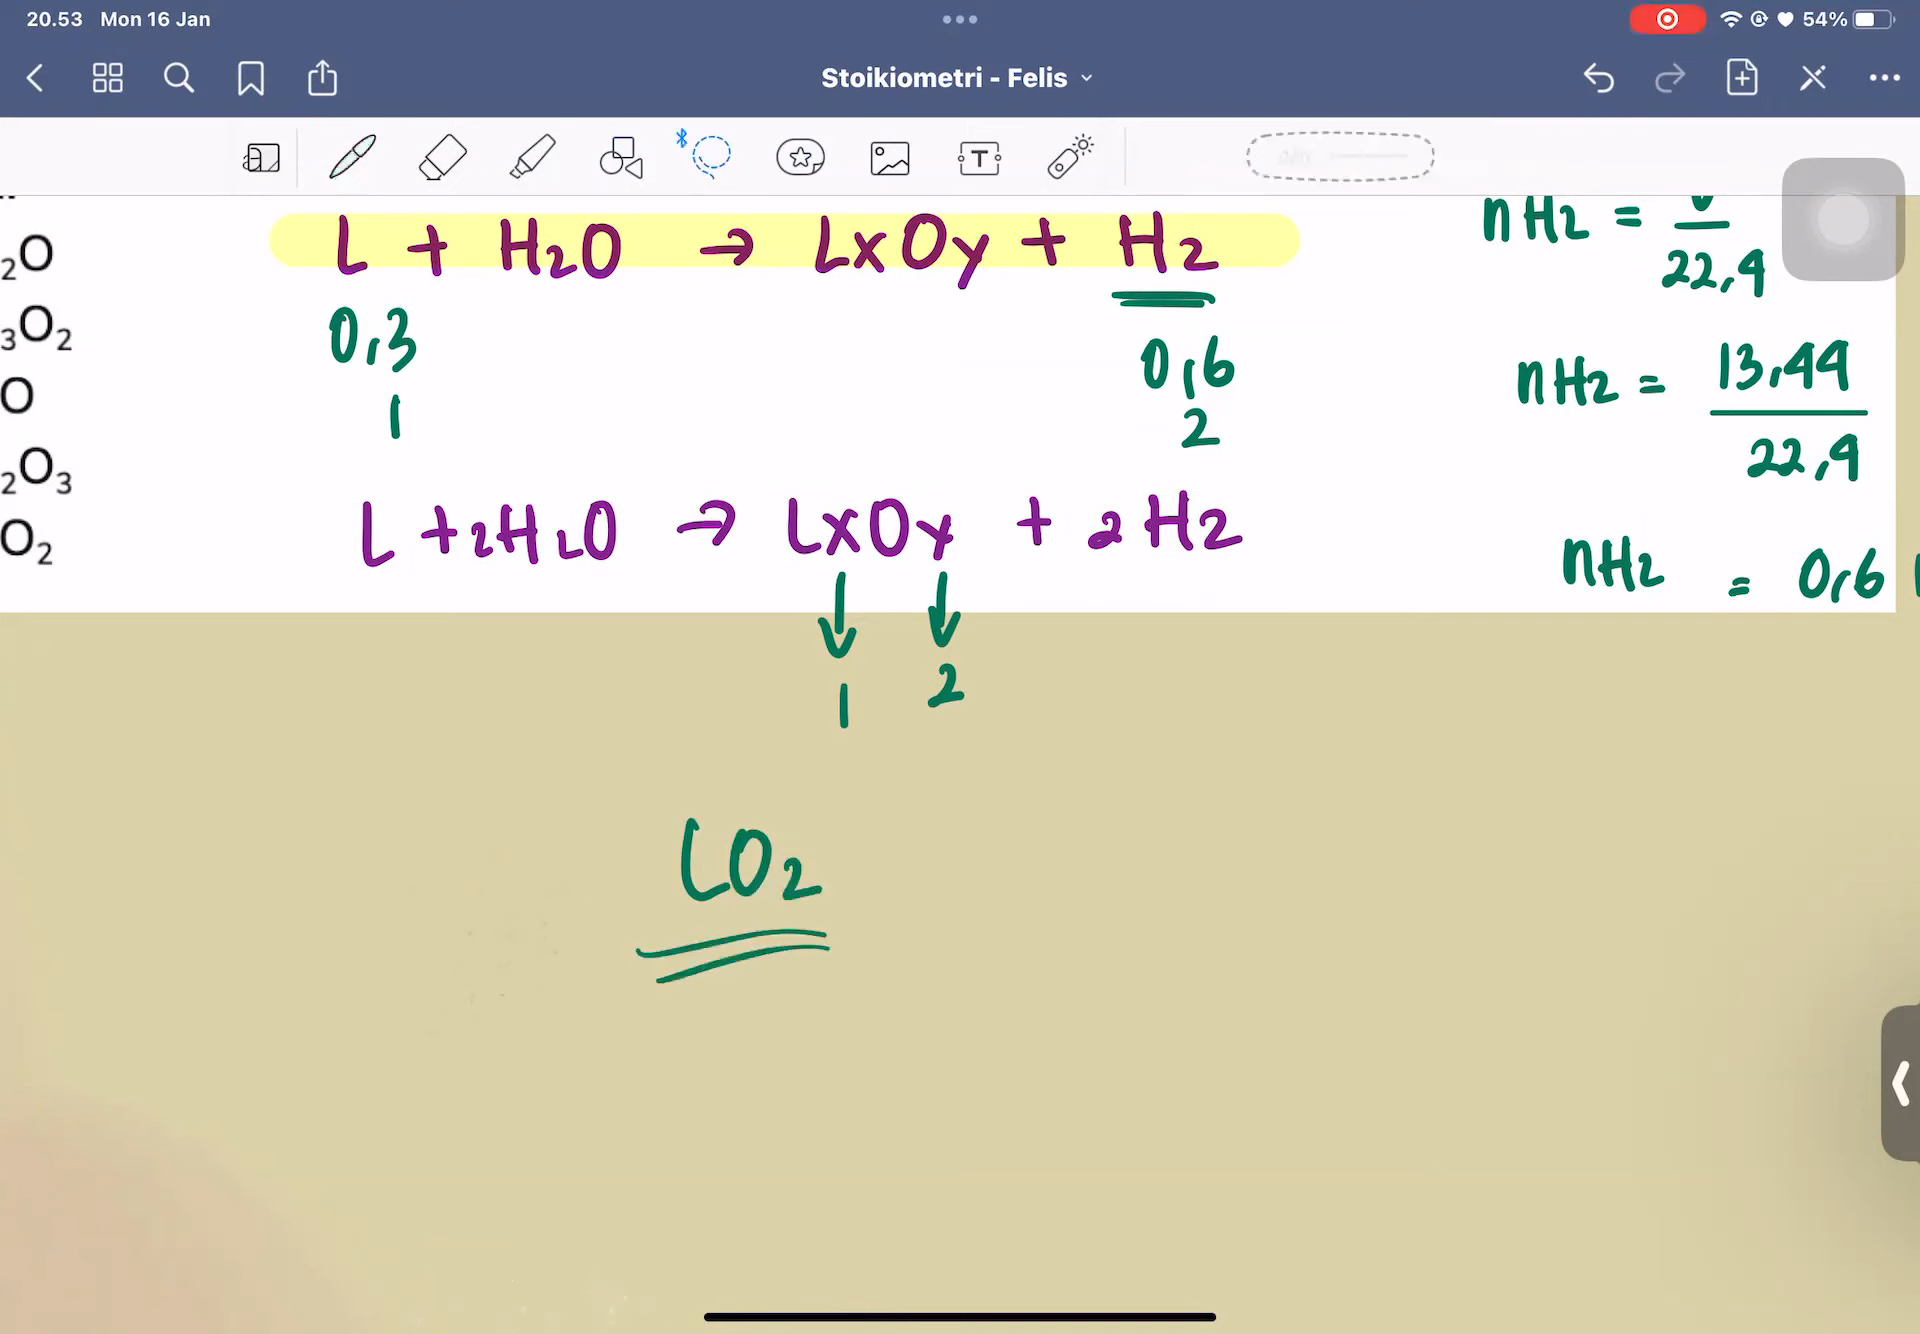 20.53 Mon 16 Jan
54%
Stoikiometri - Felis
T
L + H2O → LxOy + H2
nH2 =
22,4
₂O
₃O₂
O
₂O₃
O₂
0,3
0,6
1
2
nH2 = 13,44
22,4
L + 2H2O → LxOy + 2H2
nH2 = 0,6
1 2
LO2